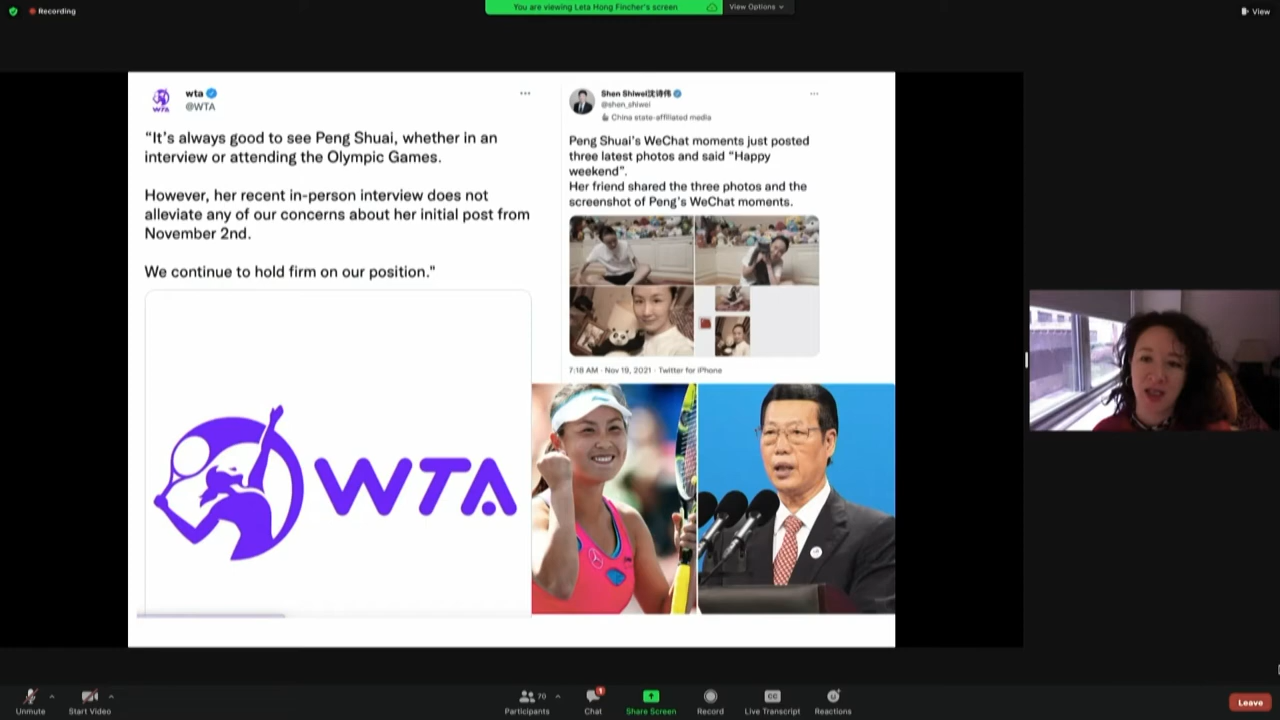 Recording
You are viewing Leta Hong Fincher's screen
View Options
View
wta
@WTA
“It's always good to see Peng Shuai, whether in an
interview or attending the Olympic Games.
However, her recent in-person interview does not
alleviate any of our concerns about her initial post from
November 2nd.
We continue to hold firm on our position."
WTA
Shen Shiwei沈诗伟
@shen_shiwei
China state-affiliated media
Peng Shuai's WeChat moments just posted
three latest photos and said “Happy
weekend”.
Her friend shared the three photos and the
screenshot of Peng's WeChat moments.
7:18 AM · Nov 19, 2021 · Twitter for iPhone
Unmute
Start Video
70
Participants
1
Chat
Share Screen
Record
CC
Live Transcript
Reactions
Leave